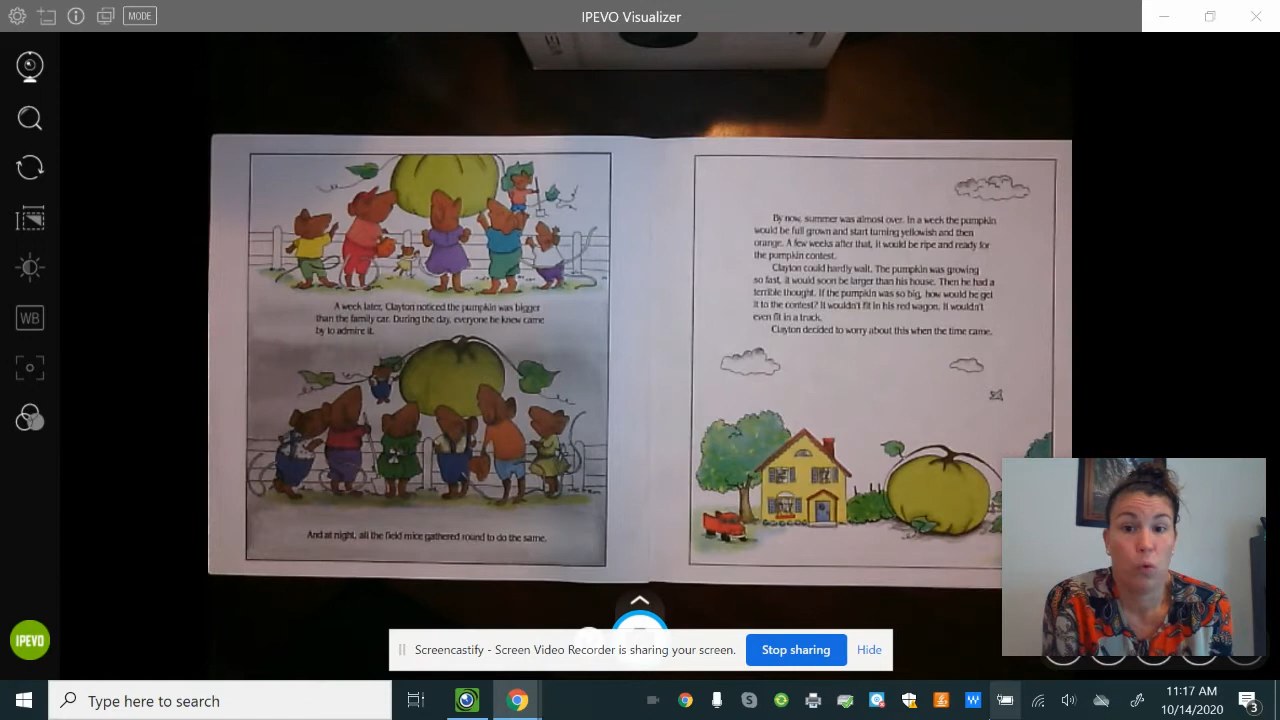 MODE
IPEVO Visualizer
WB
A week later, Clayton noticed the pumpkin was bigger
than the family car. During the day, everyone he knew came
by to admire it.
And at night, all the field mice gathered round to do the same.
By now, summer was almost over. In a week the pumpkin
would be full grown and start turning yellowish and then
orange. A few weeks after that, it would be ripe and ready for
the pumpkin contest.
Clayton could hardly wait. The pumpkin was growing
so fast, it would soon be larger than his house. Then he had a
terrible thought. If the pumpkin was so big, how would he get
it to the contest? It wouldn't fit in his red wagon. It wouldn't
even fit in a truck.
Clayton decided to worry about this when the time came.
IPEVO
Screencastify - Screen Video Recorder is sharing your screen.
Stop sharing
Hide
Type here to search
11:17 AM
10/14/2020
3